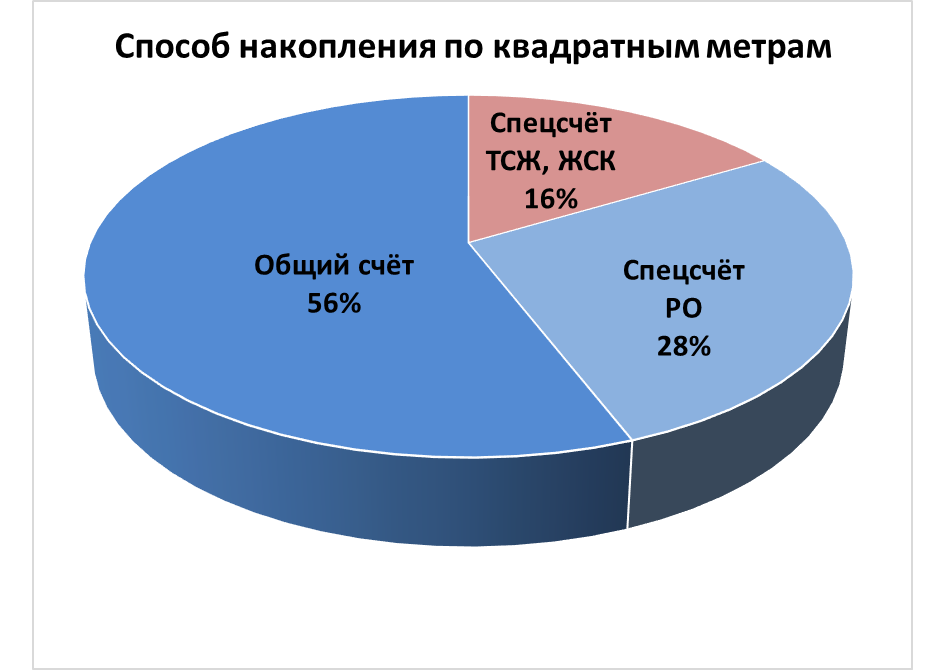 Способ накопления по квадратным метрам
Спецсчёт
ТСЖ, ЖСК
16%
Общий счёт
56%
Спецсчёт
РО
28%